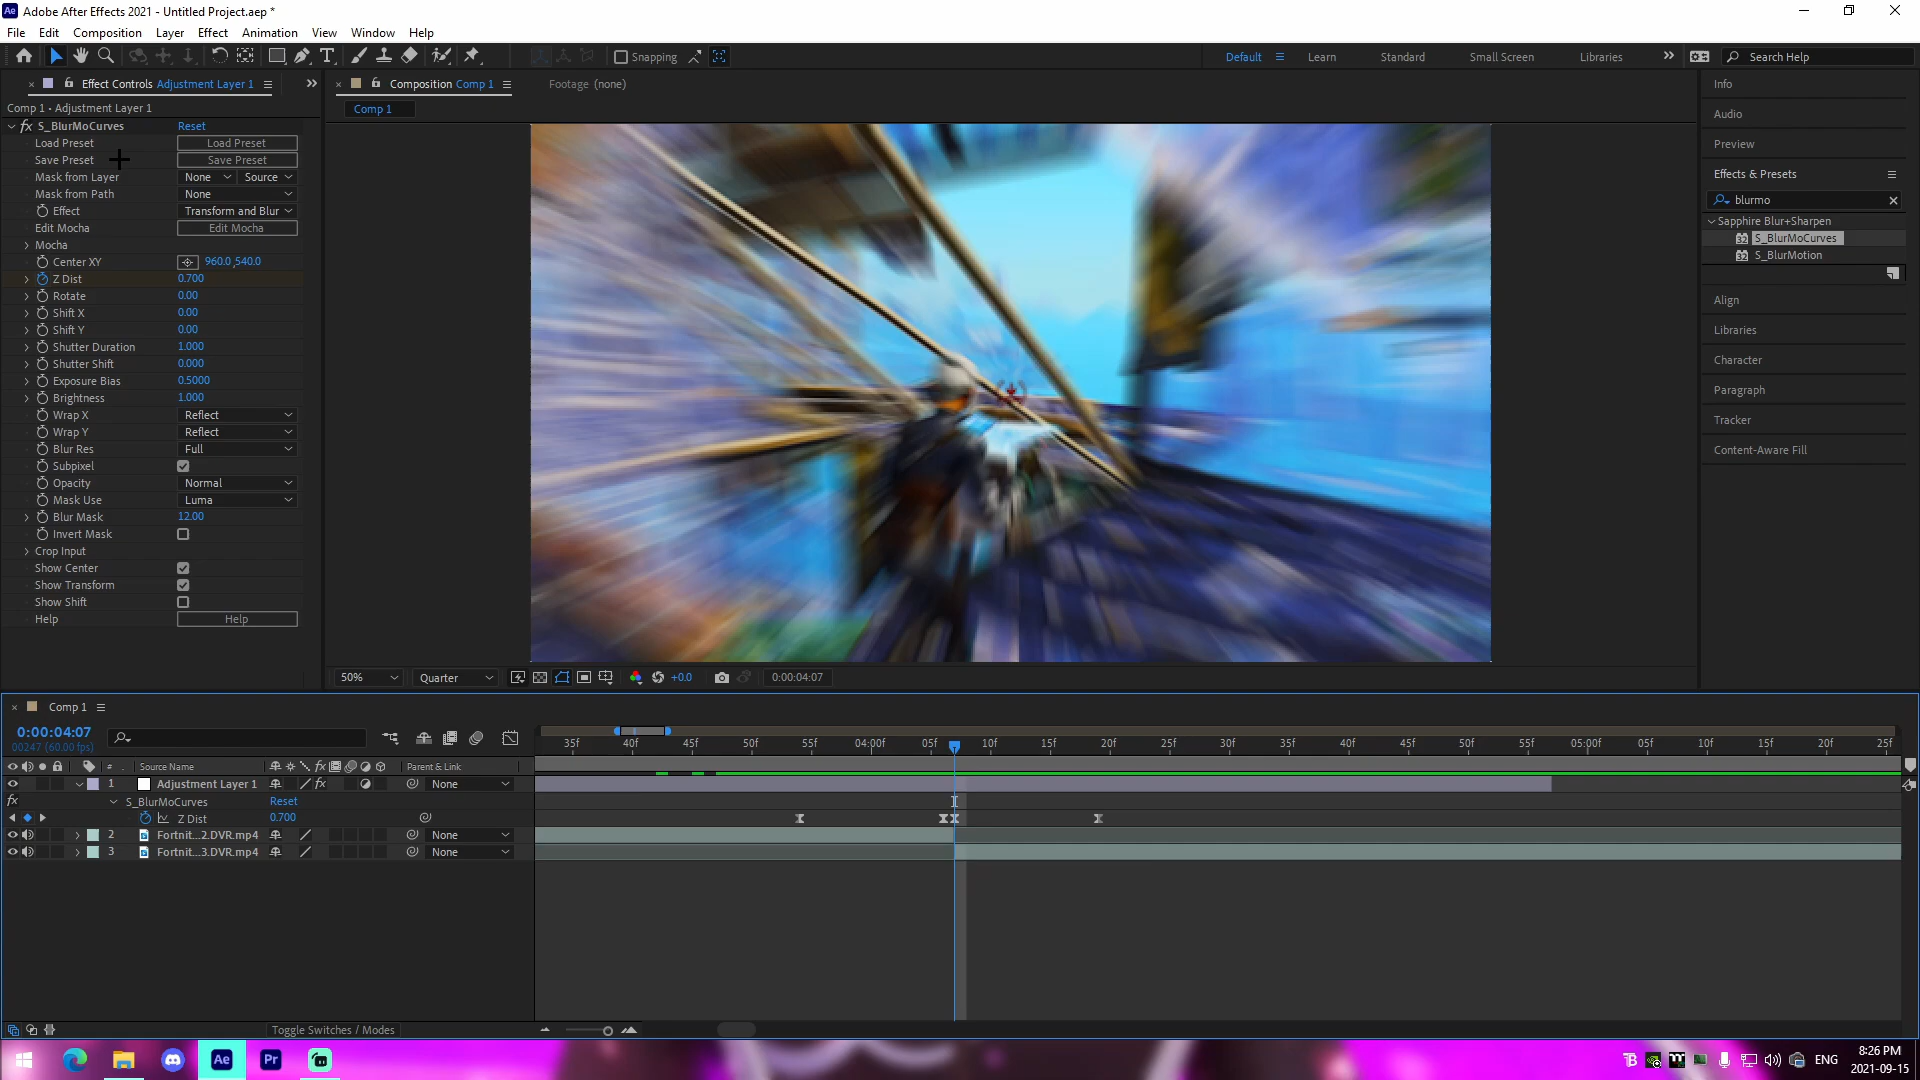 Adobe After Effects 2021 - Untitled Project.aep *
File Edit Composition Layer Effect Animation View Window Help
Snapping
Default Learn Standard Small Screen Libraries
Search Help
Effect Controls Adjustment Layer 1
Comp 1 • Adjustment Layer 1
fx S_BlurMoCurves Reset
Load Preset Load Preset
Save Preset Save Preset
Mask from Layer None Source
Mask from Path None
Effect Transform and Blur
Edit Mocha Edit Mocha
Mocha
Center XY 960.0,540.0
Z Dist 0.700
Rotate 0.00
Shift X 0.00
Shift Y 0.00
Shutter Duration 1.000
Shutter Shift 0.000
Exposure Bias 0.5000
Brightness 1.000
Wrap X Reflect
Wrap Y Reflect
Blur Res Full
Subpixel
Opacity Normal
Mask Use Luma
Blur Mask 12.00
Invert Mask
Crop Input
Show Center
Show Transform
Show Shift
Help Help
Composition Comp 1
Footage (none)
Comp 1
50% Quarter +0.0 0:00:04:07
Info
Audio
Preview
Effects & Presets
blurmo
Sapphire Blur+Sharpen
32 S_BlurMoCurves
32 S_BlurMotion
Align
Libraries
Character
Paragraph
Tracker
Content-Aware Fill
Comp 1
0:00:04:07
00247 (60.00 fps)
35f 40f 45f 50f 55f 04:00f 05f 10f 15f 20f 25f 30f 35f 40f 45f 50f 55f 05:00f 05f 10f 15f 20f 25f
# Source Name fx Parent & Link
1 Adjustment Layer 1 fx None
fx S_BlurMoCurves Reset
Z Dist 0.700
2 Fortnit...2.DVR.mp4 None
3 Fortnit...3.DVR.mp4 None
Toggle Switches / Modes
Ae Pr
ENG
8:26 PM
2021-09-15